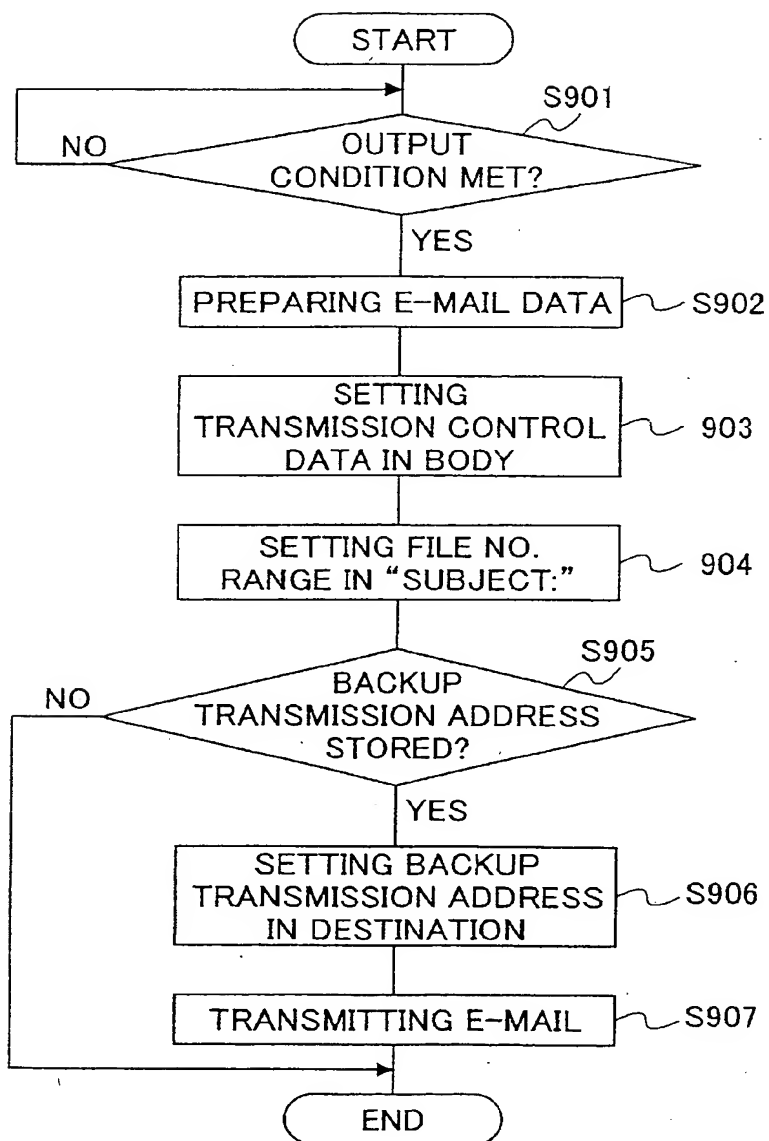 START
S901
NO
OUTPUT
CONDITION MET?
YES
PREPARING E-MAIL DATA
S902
SETTING
TRANSMISSION CONTROL
DATA IN BODY
903
SETTING FILE NO.
RANGE IN “SUBJECT:”
904
S905
NO
BACKUP
TRANSMISSION ADDRESS
STORED?
YES
SETTING BACKUP
TRANSMISSION ADDRESS
IN DESTINATION
S906
TRANSMITTING E-MAIL
S907
END